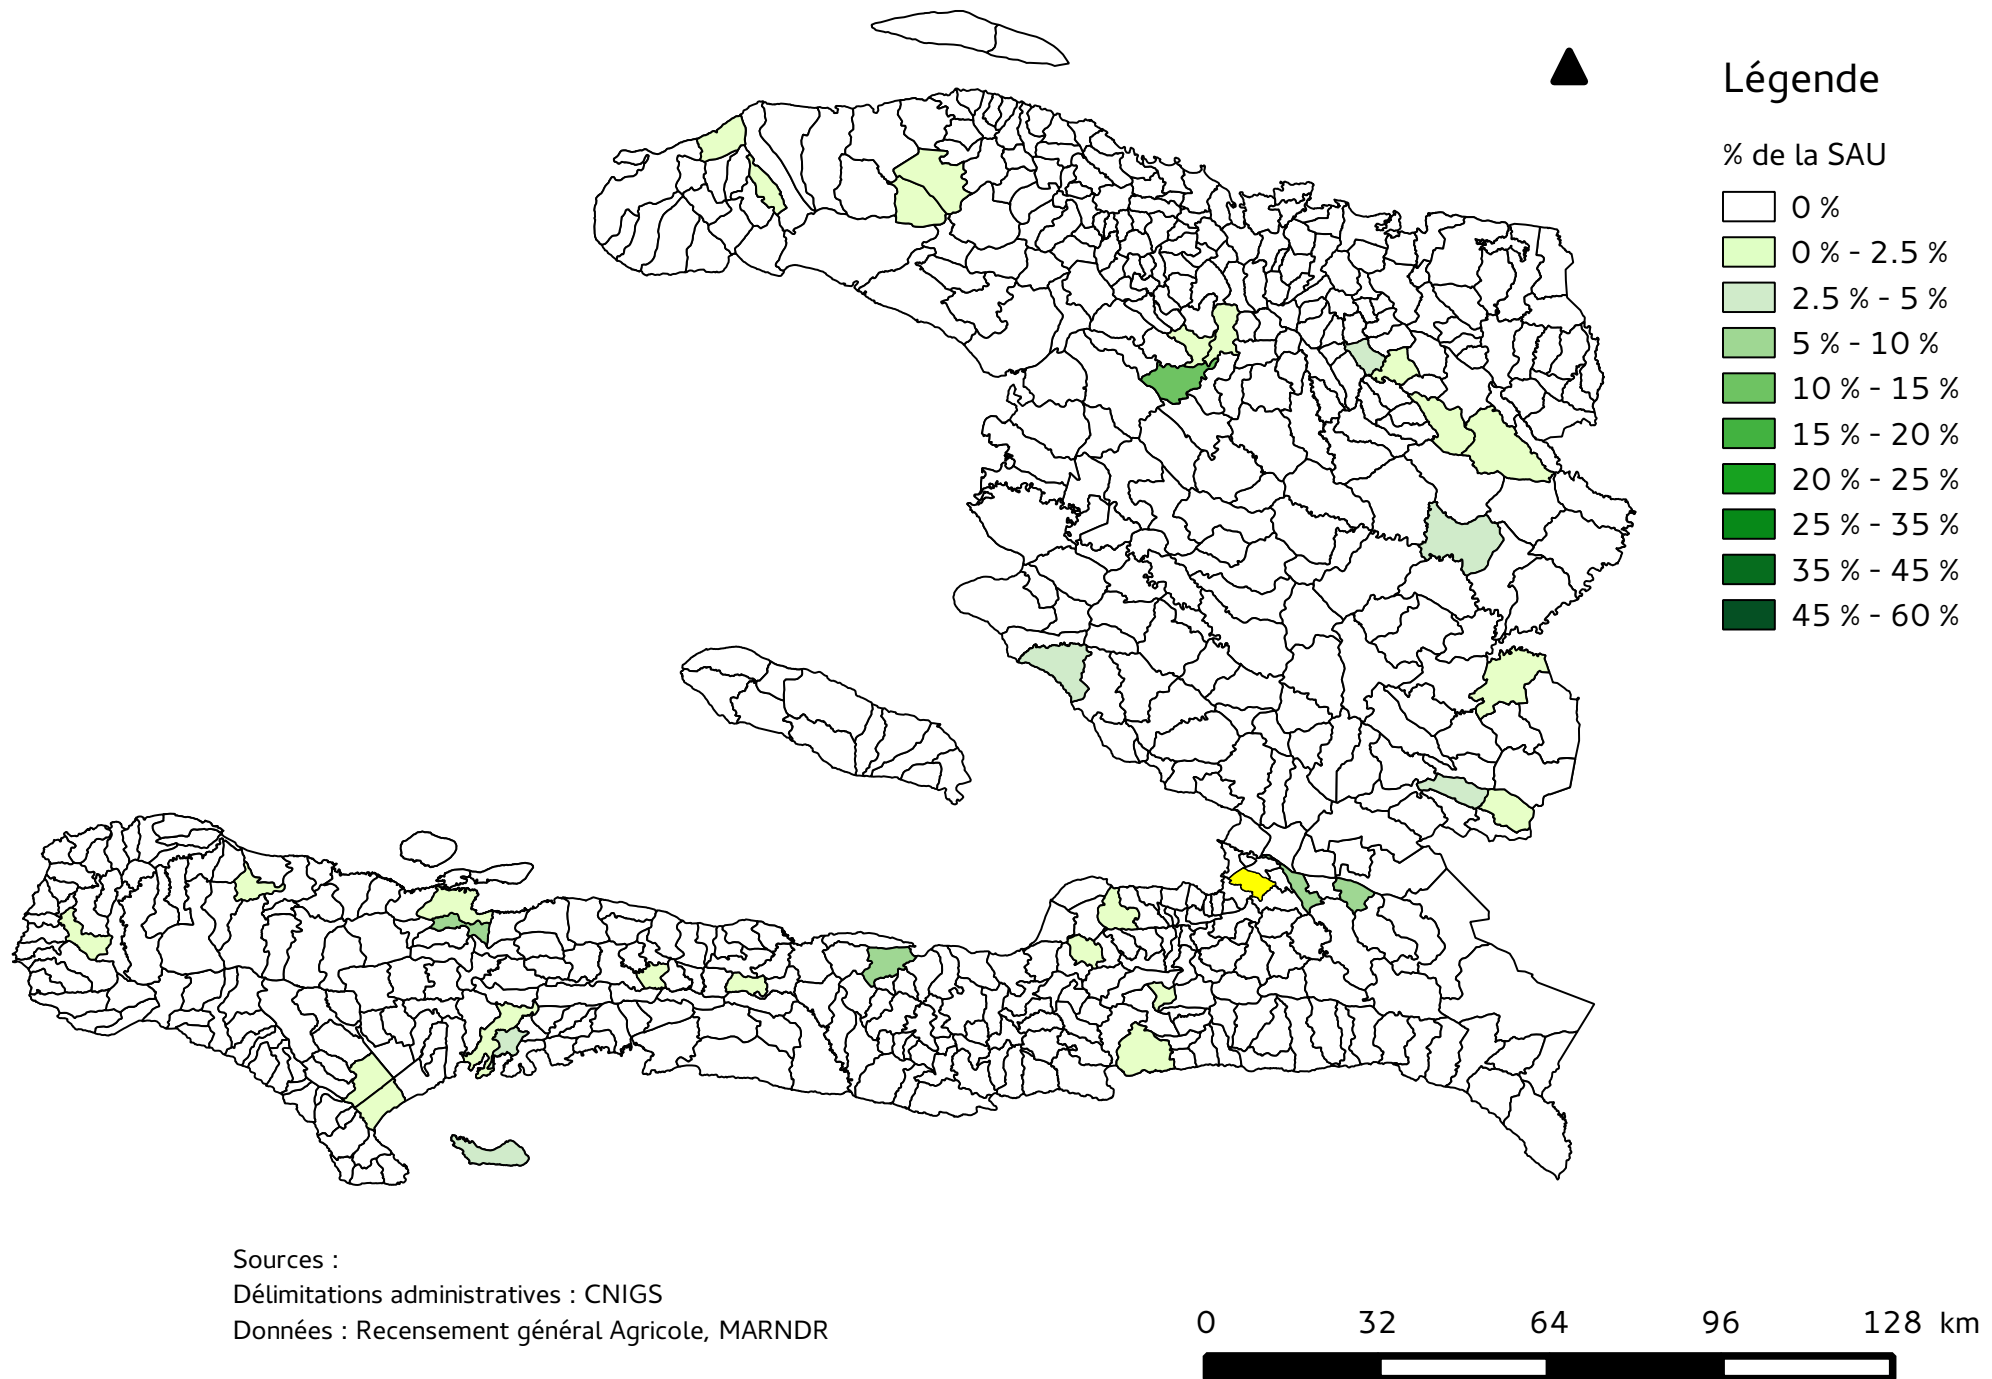 Légende
% de la SAU
0 %
0 % - 2.5 %
2.5 % - 5 %
5 % - 10 %
10 % - 15 %
15 % - 20 %
20 % - 25 %
25 % - 35 %
35 % - 45 %
45 % - 60 %
Sources :
Délimitations administratives : CNIGS
Données : Recensement général Agricole, MARNDR
0 32 64 96 128 km